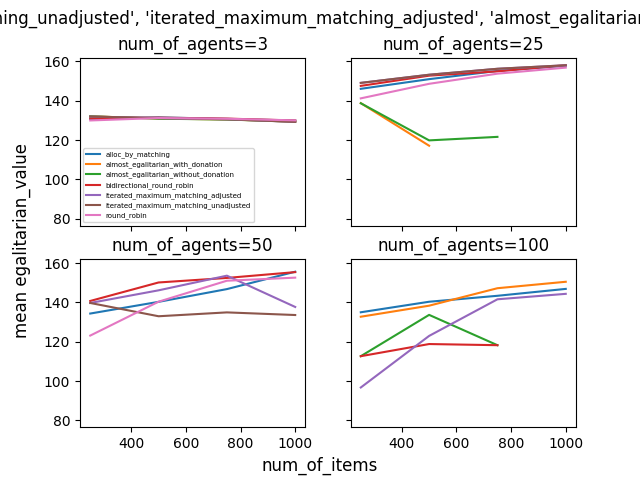 ning_unadjusted', 'iterated_maximum_matching_adjusted', 'almost_egalitarian
num_of_agents=3
num_of_agents=25
160
140
120
100
80
alloc_by_matching
almost_egalitarian_with_donation
almost_egalitarian_without_donation
bidirectional_round_robin
iterated_maximum_matching_adjusted
iterated_maximum_matching_unadjusted
round_robin
mean egalitarian_value
num_of_agents=50
num_of_agents=100
160
140
120
100
80
400 600 800 1000
400 600 800 1000
num_of_items